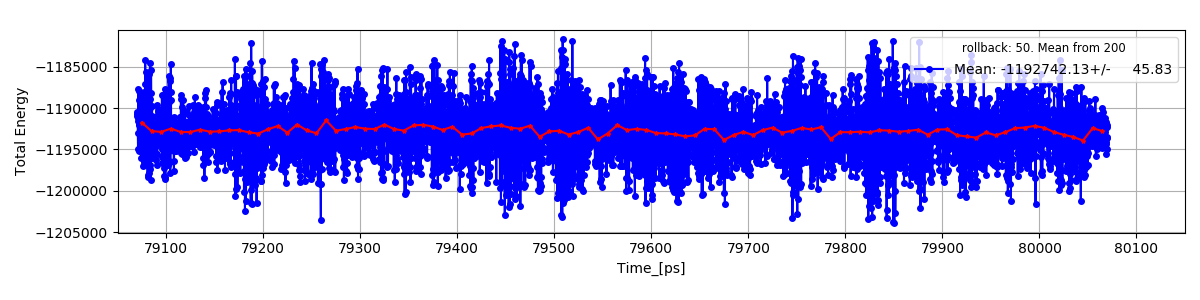 rollback: 50. Mean from 200
Mean: -1192742.13+/- 45.83
Total Energy
−1185000
−1190000
−1195000
−1200000
−1205000
79100 79200 79300 79400 79500 79600 79700 79800 79900 80000 80100
Time_[ps]